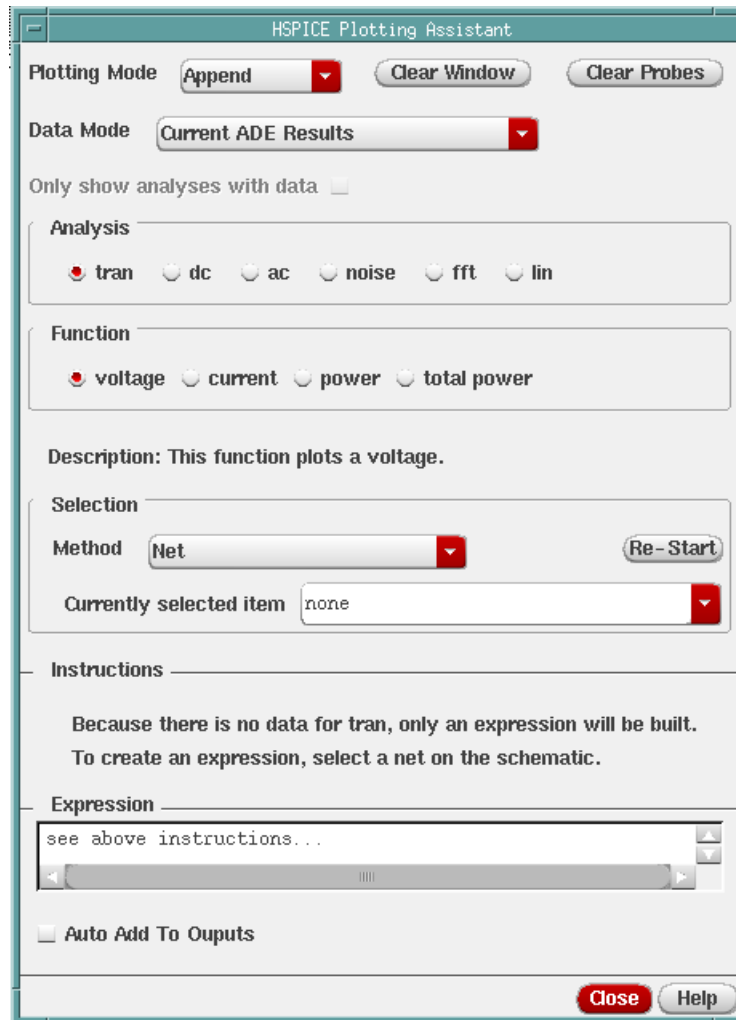 HSPICE Plotting Assistant
Plotting Mode Append Clear Window Clear Probes
Data Mode Current ADE Results
Only show analyses with data
Analysis
tran dc ac noise fft lin
Function
voltage current power total power
Description: This function plots a voltage.
Selection
Method Net Re-Start
Currently selected item none
Instructions
Because there is no data for tran, only an expression will be built.
To create an expression, select a net on the schematic.
Expression
see above instructions...
Auto Add To Ouputs
Close Help